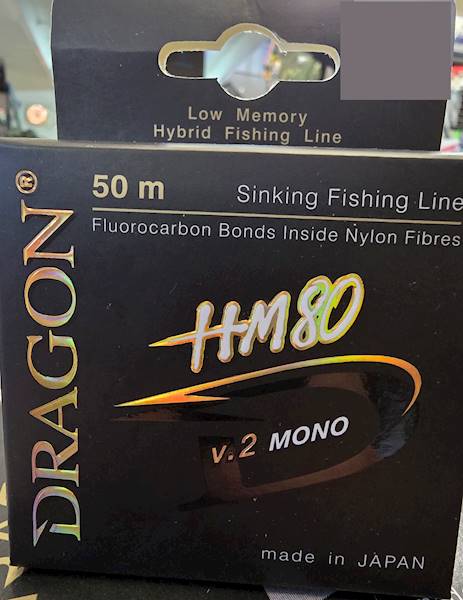 Low Memory
Hybrid Fishing Line
DRAGON®
50 m
Sinking Fishing Line
Fluorocarbon Bonds Inside Nylon Fibres
HM80
v.2 MONO
made in JAPAN